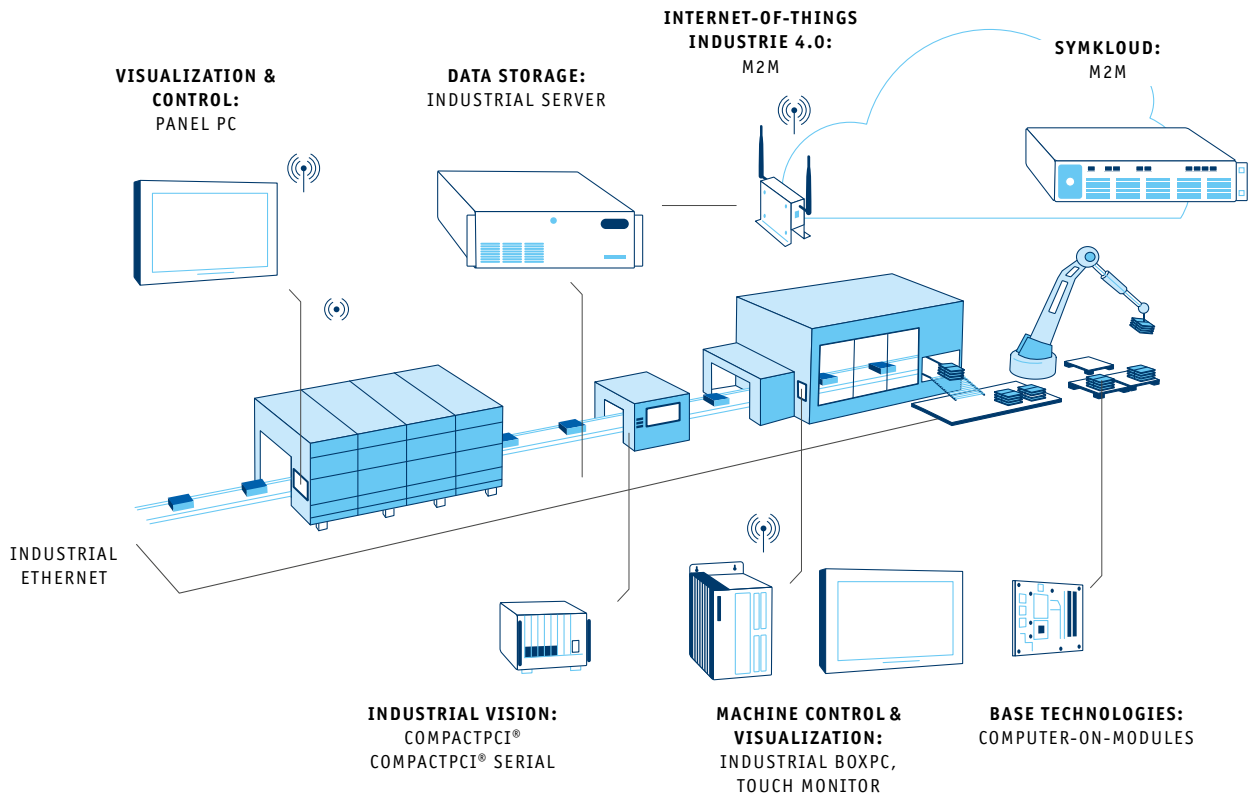 INTERNET-OF-THINGS
INDUSTRIE 4.0:
M2M
SYMKLOUD:
M2M
VISUALIZATION &
CONTROL:
PANEL PC
DATA STORAGE:
INDUSTRIAL SERVER
INDUSTRIAL
ETHERNET
INDUSTRIAL VISION:
COMPACTPCI®
COMPACTPCI® SERIAL
MACHINE CONTROL &
VISUALIZATION:
INDUSTRIAL BOXPC,
TOUCH MONITOR
BASE TECHNOLOGIES:
COMPUTER-ON-MODULES